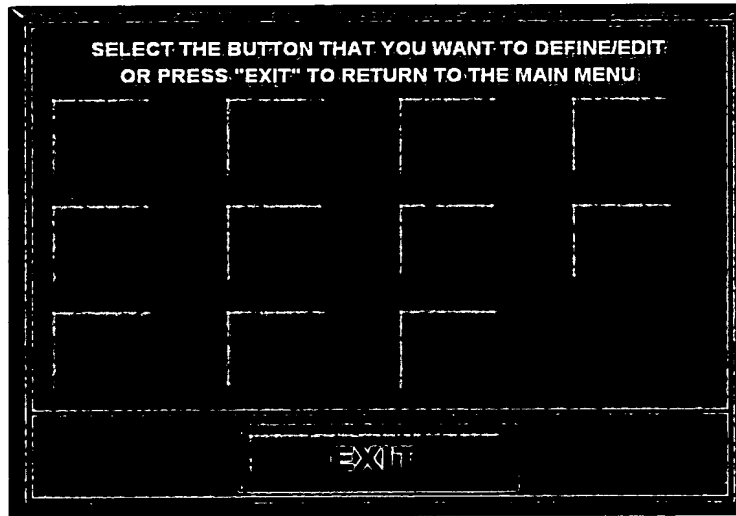 SELECT THE BUTTON THAT YOU WANT TO DEFINE/EDIT
OR PRESS "EXIT" TO RETURN TO THE MAIN MENU
EXIT